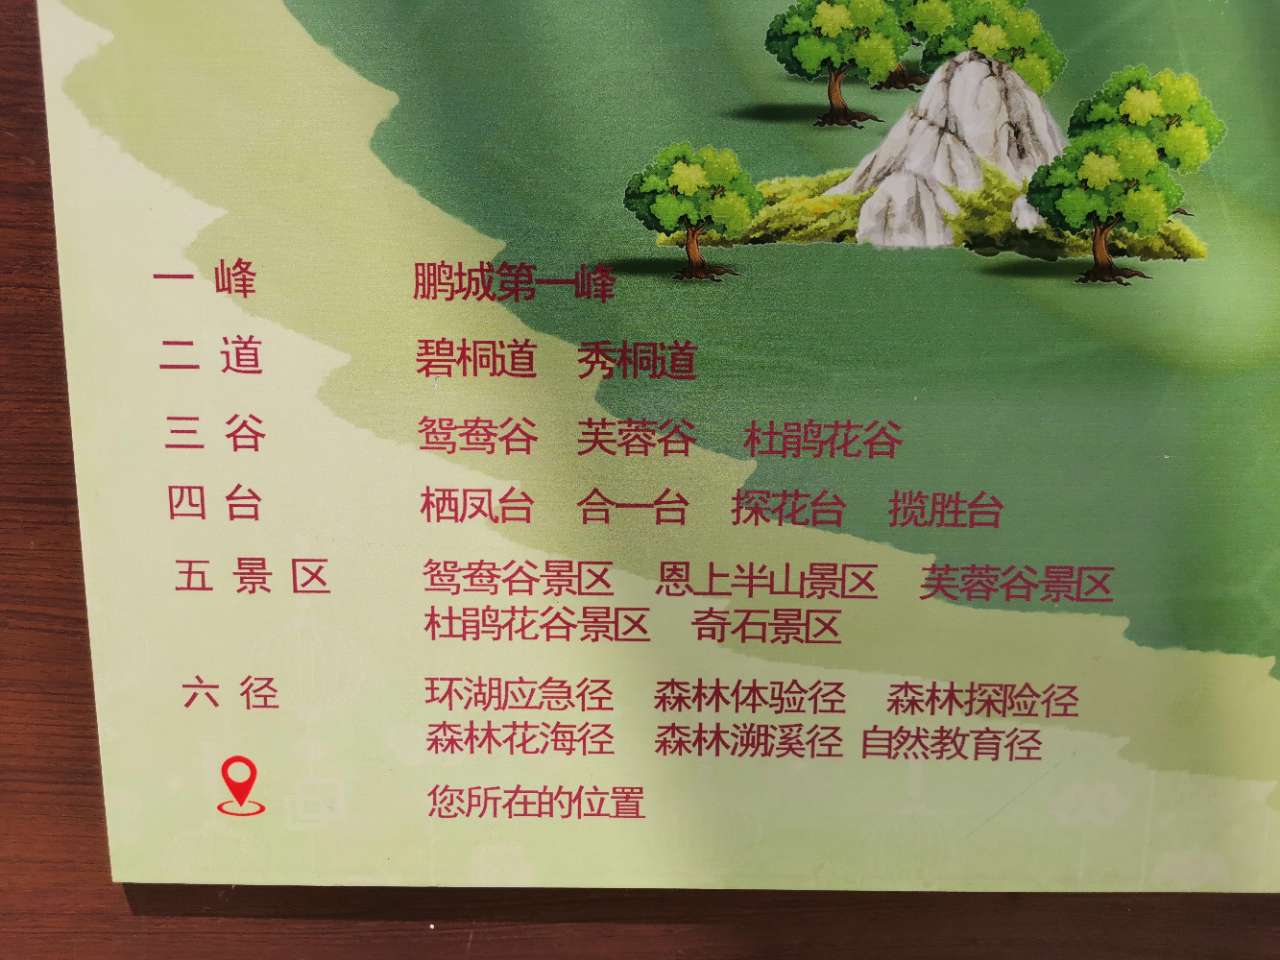 一峰 鹏城第一峰
二道 碧桐道 秀桐道
三谷 鸳鸯谷 芙蓉谷 杜鹃花谷
四台 栖凤台 合一台 探花台 揽胜台
五景区 鸳鸯谷景区 恩上半山景区 芙蓉谷景区
杜鹃花谷景区 奇石景区
六径 环湖应急径 森林体验径 森林探险径
森林花海径 森林溯溪径 自然教育径
您所在的位置